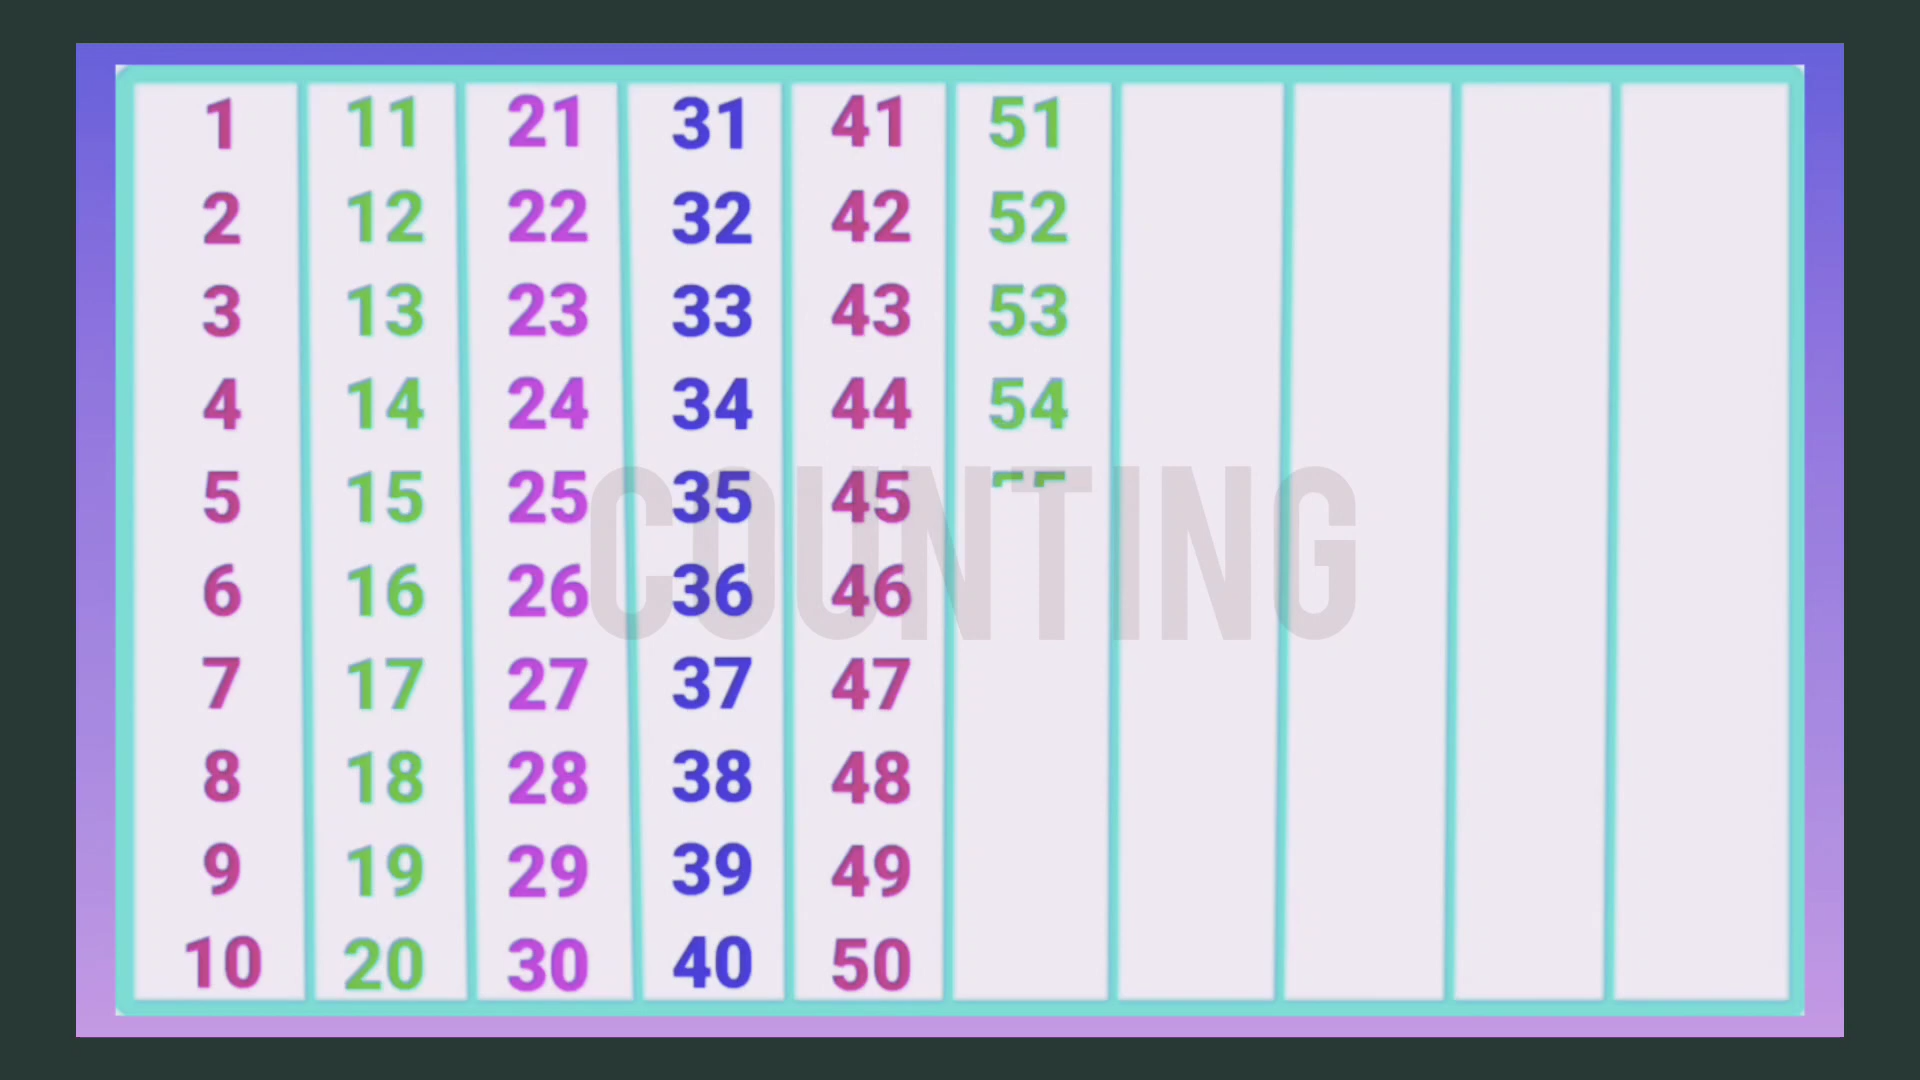 1 11 21 31 41 51
2 12 22 32 42 52
3 13 23 33 43 53
4 14 24 34 44 54
5 15 25 35 45
COUNTING
6 16 26 36 46
7 17 27 37 47
8 18 28 38 48
9 19 29 39 49
10 20 30 40 50